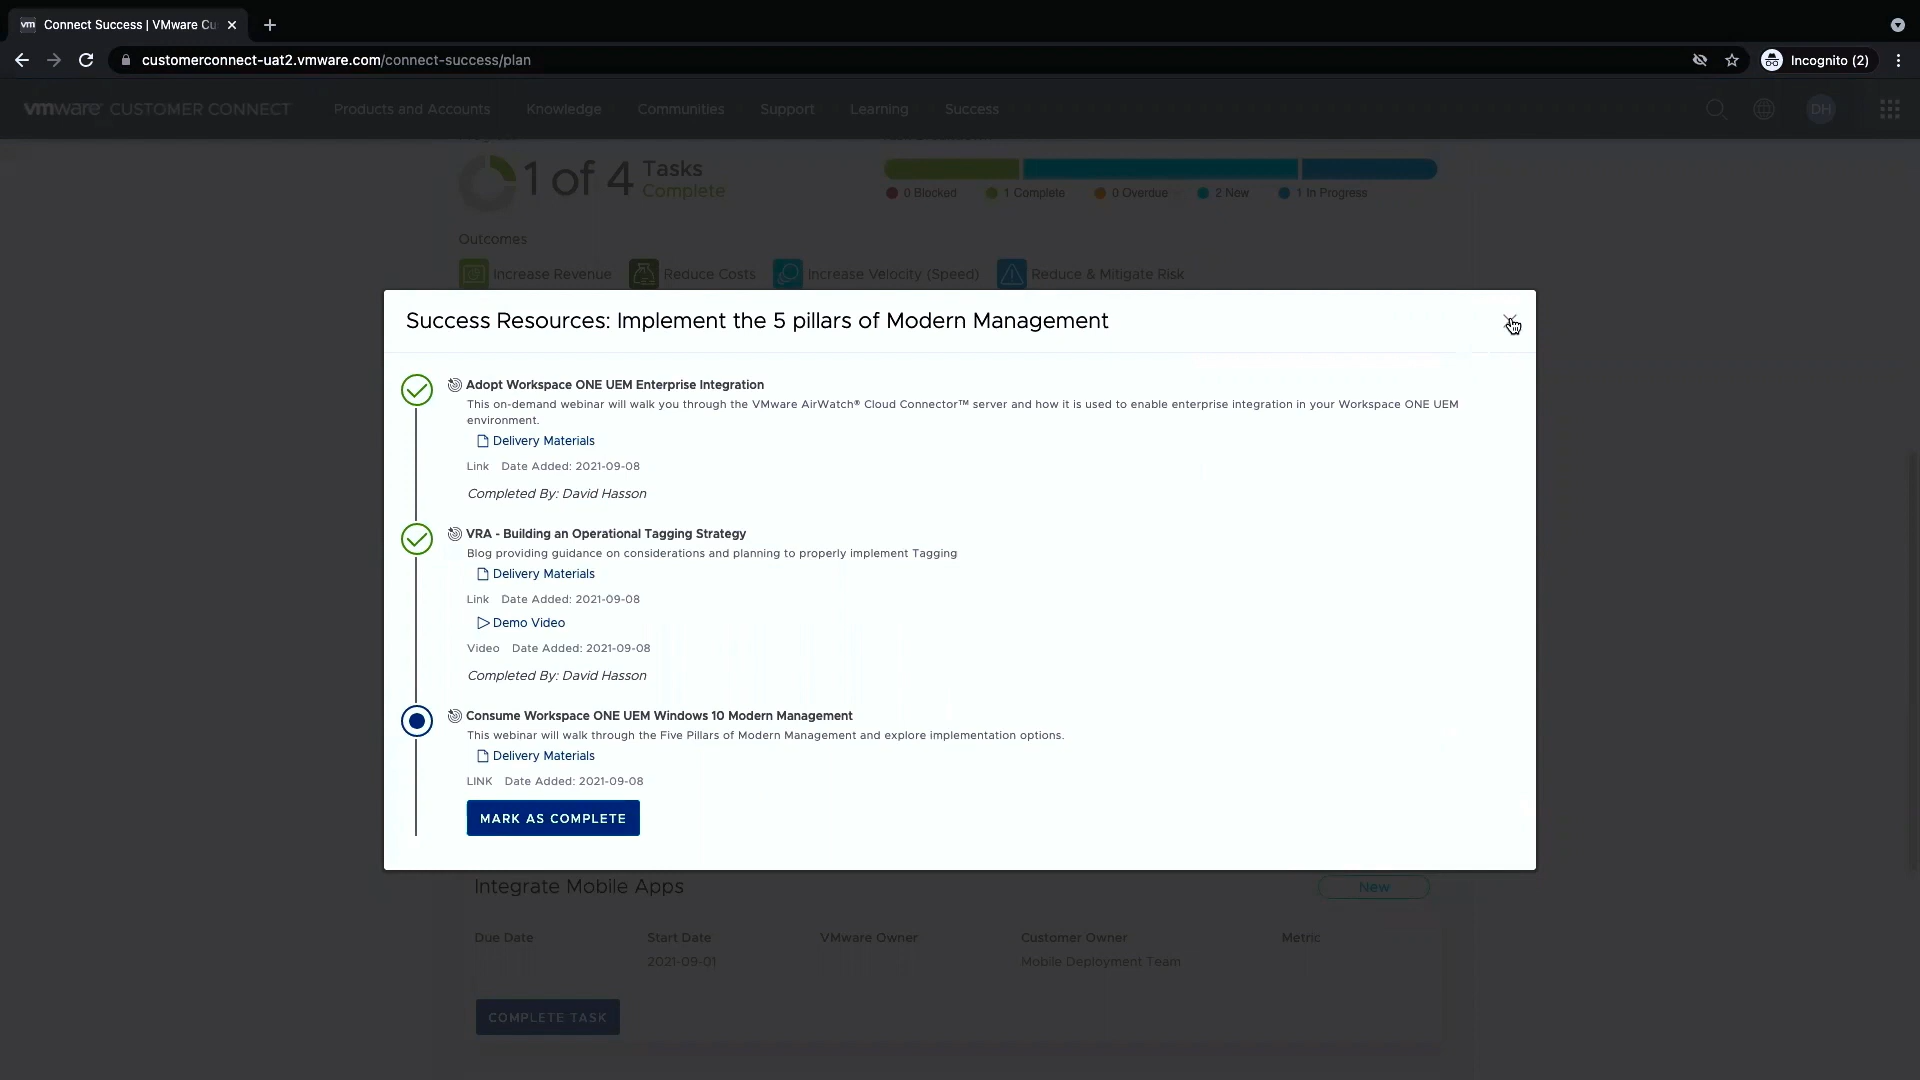 vm Connect Success | VMware Cu
customerconnect-uat2.vmware.com/connect-success/plan
Incognito (2)
vmware CUSTOMER CONNECT Products and Accounts Knowledge Communities Support Learning Success DH
1 of 4 Tasks Complete
0 Blocked 1 Complete 0 Overdue 2 New 1 In Progress
Outcomes
Increase Revenue Reduce Costs Increase Velocity (Speed) Reduce & Mitigate Risk
Success Resources: Implement the 5 pillars of Modern Management
Adopt Workspace ONE UEM Enterprise Integration
This on-demand webinar will walk you through the VMware AirWatch® Cloud Connector™ server and how it is used to enable enterprise integration in your Workspace ONE UEM
environment.
Delivery Materials
Link Date Added: 2021-09-08
Completed By: David Hasson
VRA - Building an Operational Tagging Strategy
Blog providing guidance on considerations and planning to properly implement Tagging
Delivery Materials
Link Date Added: 2021-09-08
Demo Video
Video Date Added: 2021-09-08
Completed By: David Hasson
Consume Workspace ONE UEM Windows 10 Modern Management
This webinar will walk through the Five Pillars of Modern Management and explore implementation options.
Delivery Materials
LINK Date Added: 2021-09-08
MARK AS COMPLETE
Integrate Mobile Apps New
Due Date Start Date VMware Owner Customer Owner Metric
2021-09-01 Mobile Deployment Team
COMPLETE TASK